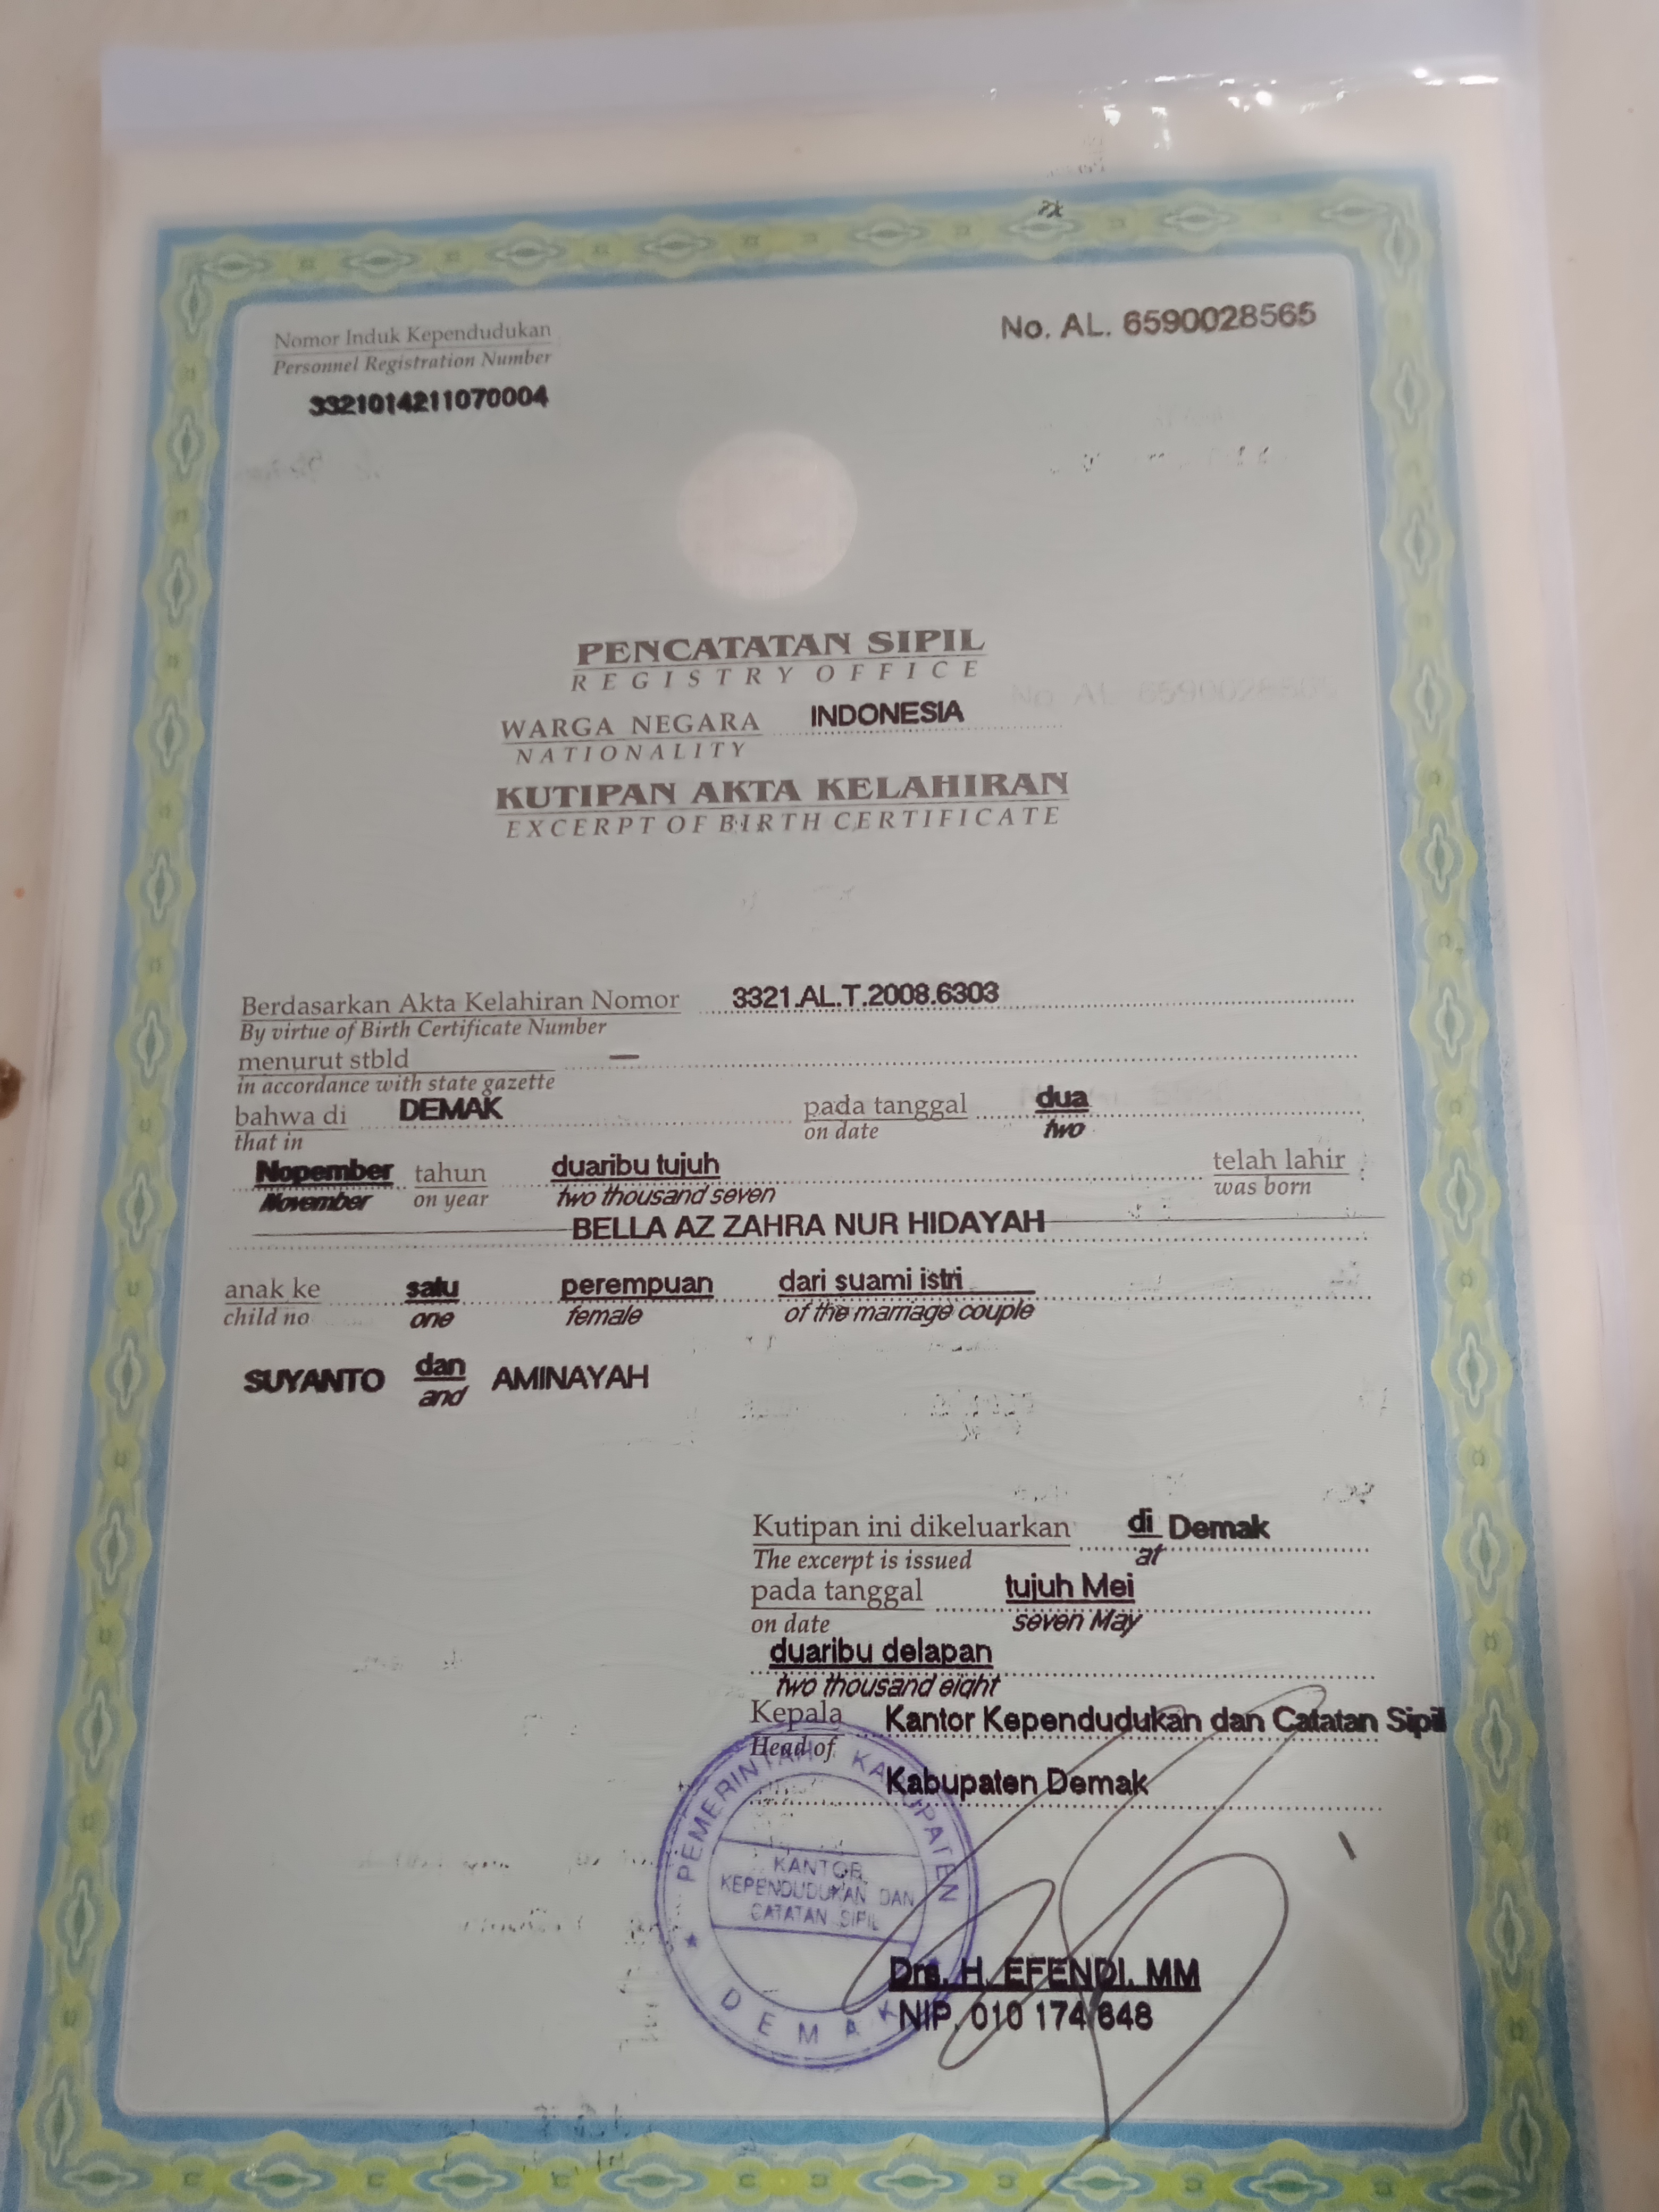 Nomor Induk Kependudukan
Personnel Registration Number
3321014211070004
No. AL. 6590028565
PENCATATAN SIPIL
REGISTRY OFFICE
WARGA NEGARA INDONESIA
NATIONALITY
KUTIPAN AKTA KELAHIRAN
EXCERPT OF BIRTH CERTIFICATE
Berdasarkan Akta Kelahiran Nomor 3321.AL.T.2008.6303
By virtue of Birth Certificate Number
menurut stbld —
in accordance with state gazette
bahwa di DEMAK pada tanggal dua
that in on date two
Nopember tahun duaribu tujuh telah lahir
November on year two thousand seven was born
BELLA AZ ZAHRA NUR HIDAYAH
anak ke satu perempuan dari suami istri
child no one female of the marriage couple
SUYANTO dan AMINAYAH
and
Kutipan ini dikeluarkan di Demak
The excerpt is issued at
pada tanggal tujuh Mei
on date seven May
duaribu delapan
two thousand eight
Kepala Kantor Kependudukan dan Catatan Sipil
Head of
Kabupaten Demak
PEMERINTAH KABUPATEN
KANTOR
KEPENDUDUKAN DAN
CATATAN SIPIL
DEMAK
Drs. H. EFENDI. MM
NIP. 010 174 648